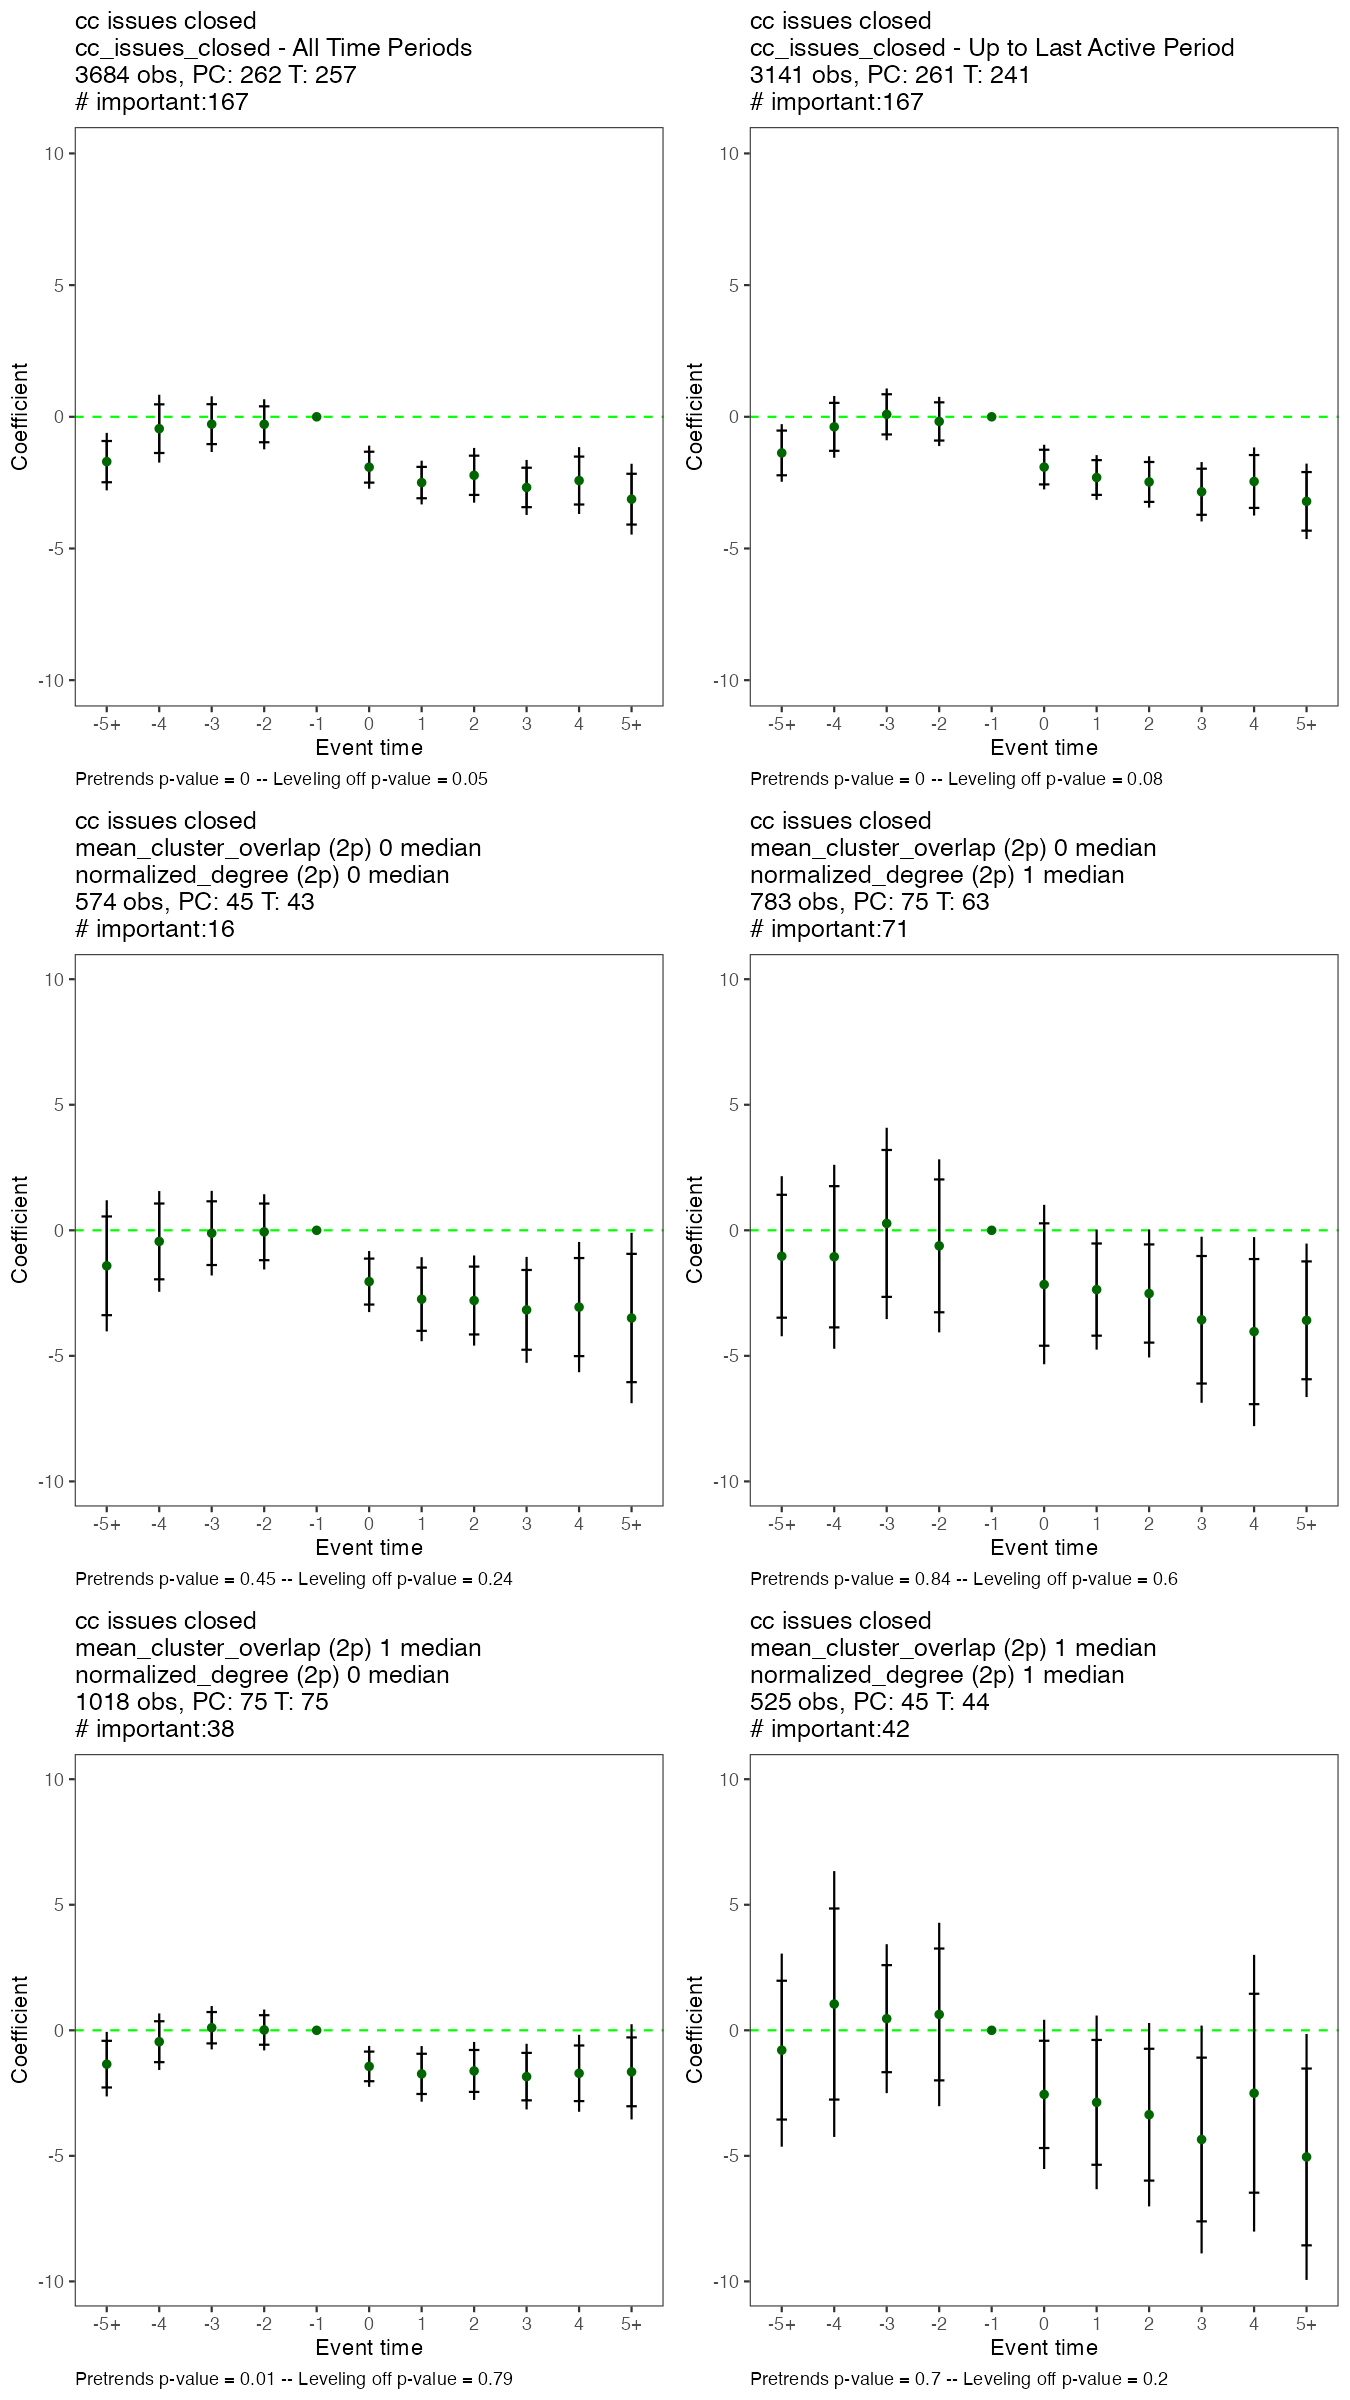 cc issues closed
cc_issues_closed - All Time Periods
3684 obs, PC: 262 T: 257
# important:167
10
5
0
-5
-10
Coefficient
-5+ -4 -3 -2 -1 0 1 2 3 4 5+
Event time
Pretrends p-value = 0 -- Leveling off p-value = 0.05
cc issues closed
cc_issues_closed - Up to Last Active Period
3141 obs, PC: 261 T: 241
# important:167
10
5
0
-5
-10
Coefficient
-5+ -4 -3 -2 -1 0 1 2 3 4 5+
Event time
Pretrends p-value = 0 -- Leveling off p-value = 0.08
cc issues closed
mean_cluster_overlap (2p) 0 median
normalized_degree (2p) 0 median
574 obs, PC: 45 T: 43
# important:16
10
5
0
-5
-10
Coefficient
-5+ -4 -3 -2 -1 0 1 2 3 4 5+
Event time
Pretrends p-value = 0.45 -- Leveling off p-value = 0.24
cc issues closed
mean_cluster_overlap (2p) 0 median
normalized_degree (2p) 1 median
783 obs, PC: 75 T: 63
# important:71
10
5
0
-5
-10
Coefficient
-5+ -4 -3 -2 -1 0 1 2 3 4 5+
Event time
Pretrends p-value = 0.84 -- Leveling off p-value = 0.6
cc issues closed
mean_cluster_overlap (2p) 1 median
normalized_degree (2p) 0 median
1018 obs, PC: 75 T: 75
# important:38
10
5
0
-5
-10
Coefficient
-5+ -4 -3 -2 -1 0 1 2 3 4 5+
Event time
Pretrends p-value = 0.01 -- Leveling off p-value = 0.79
cc issues closed
mean_cluster_overlap (2p) 1 median
normalized_degree (2p) 1 median
525 obs, PC: 45 T: 44
# important:42
10
5
0
-5
-10
Coefficient
-5+ -4 -3 -2 -1 0 1 2 3 4 5+
Event time
Pretrends p-value = 0.7 -- Leveling off p-value = 0.2